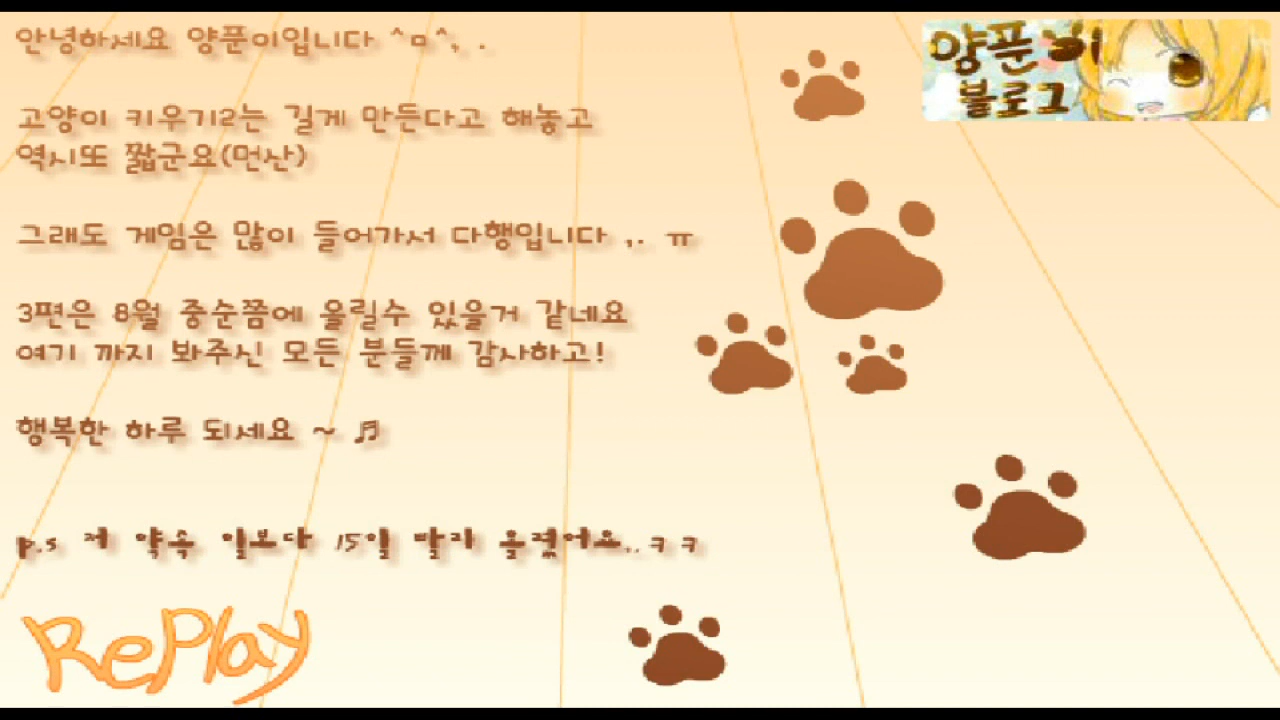 안녕하세요 양푼이입니다 ^ㅁ^, .
고양이 키우기2는 길게 만든다고 해놓고
역시또 짧군요(먼산)
그래도 게임은 많이 들어가서 다행입니다 ,. ㅠ
3편은 8월 중순쯤에 올릴수 있을거 같네요
여기 까지 봐주신 모든 분들께 감사하고!
행복한 하루 되세요 ~ ♬
p.s 제 약속 일보다 15일 빨리 올렸어요,. ㅋㅋ
양푼이
블로그
RePlay